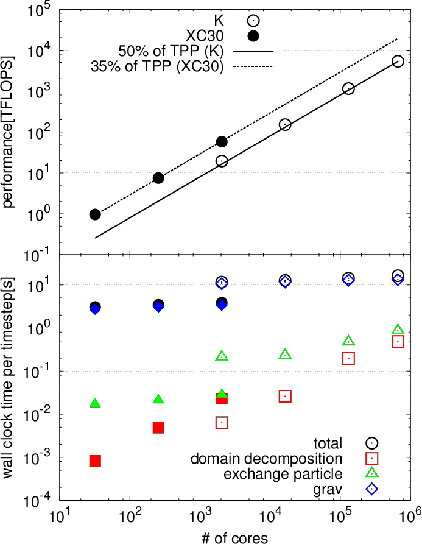 10^5
10^4
10^3
10^2
10^1
10^0
10^-1
performance[TFLOPS]
K
XC30
50% of TPP (K)
35% of TPP (XC30)
10^1
10^0
10^-1
10^-2
10^-3
10^-4
wall clock time per timestep[s]
total
domain decomposition
exchange particle
grav
10^1 10^2 10^3 10^4 10^5 10^6
# of cores